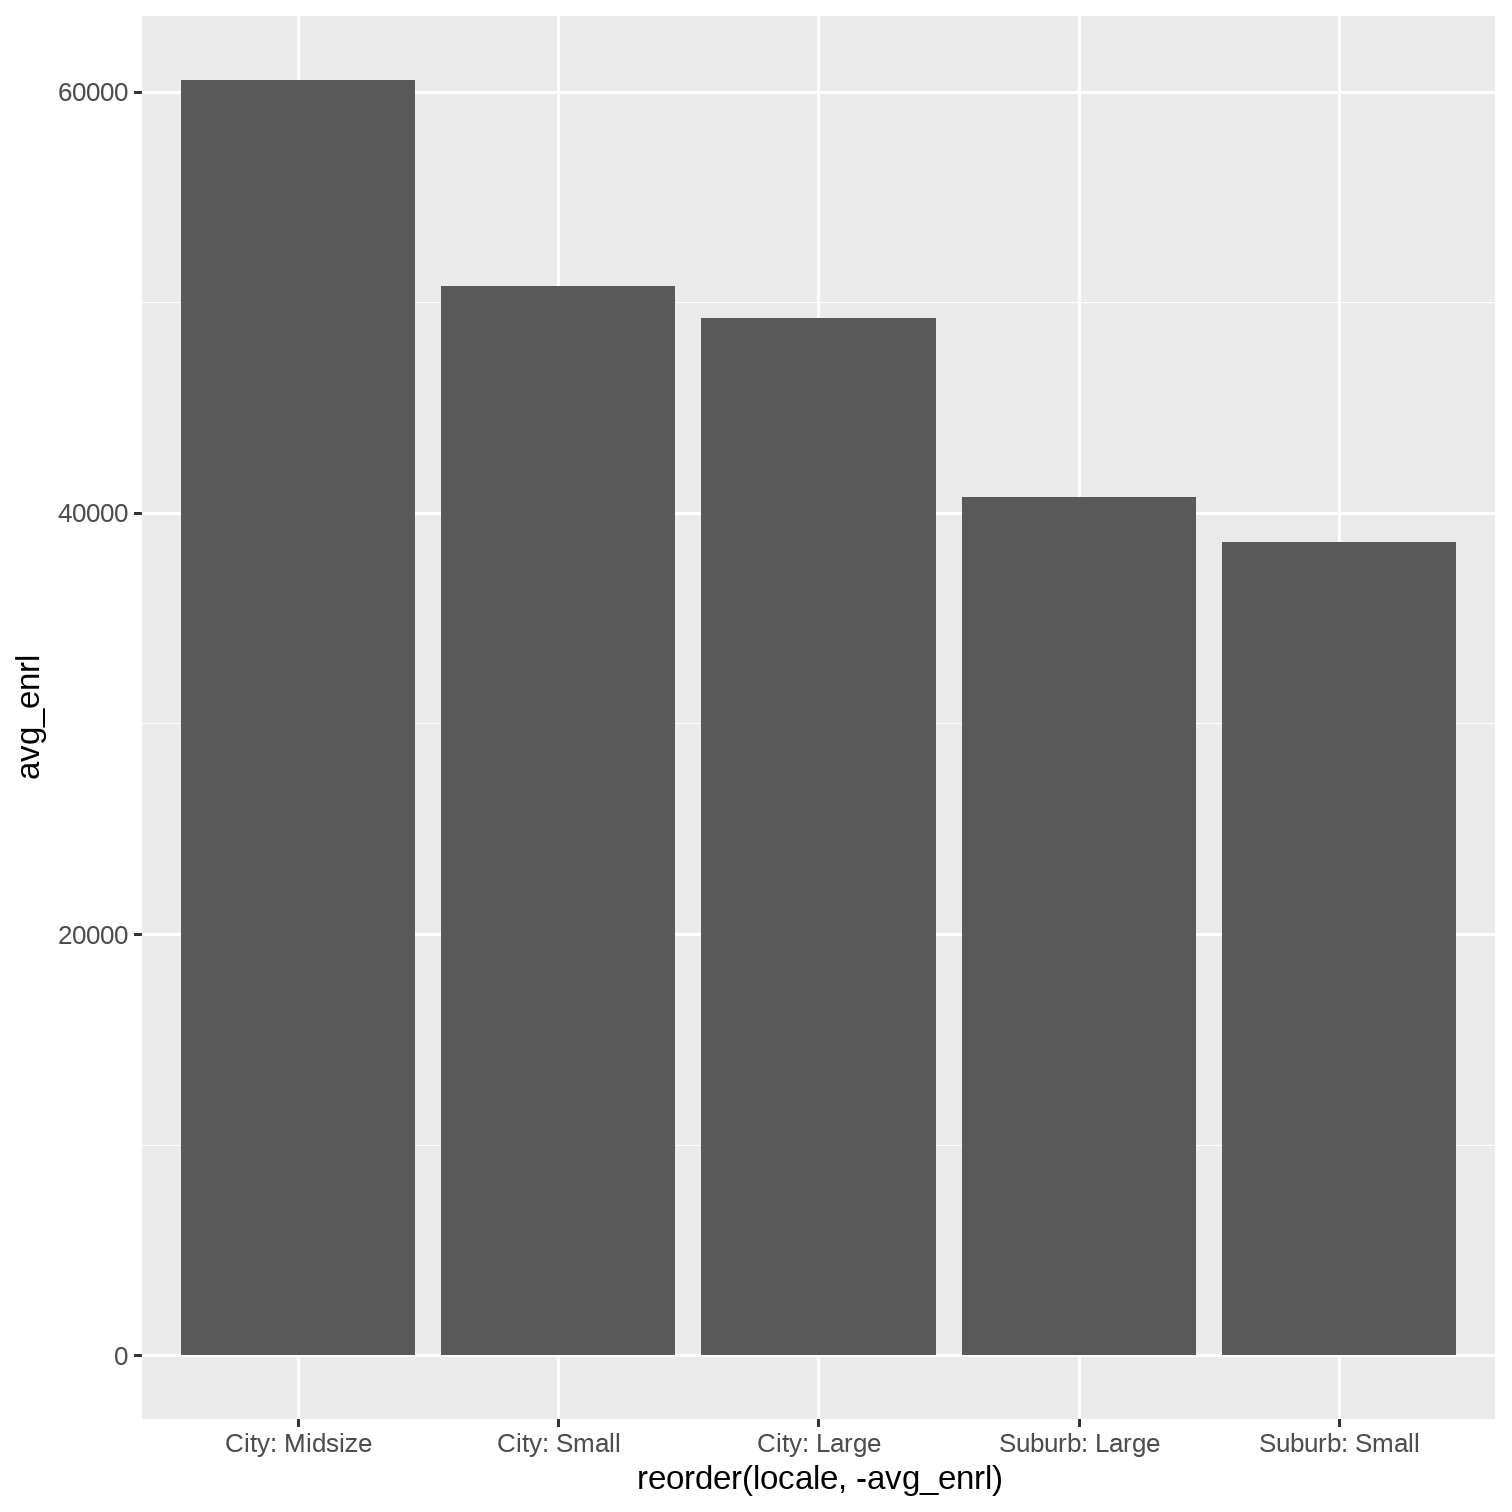 avg_enrl
60000
40000
20000
0
City: Midsize
City: Small
City: Large
Suburb: Large
Suburb: Small
reorder(locale, -avg_enrl)